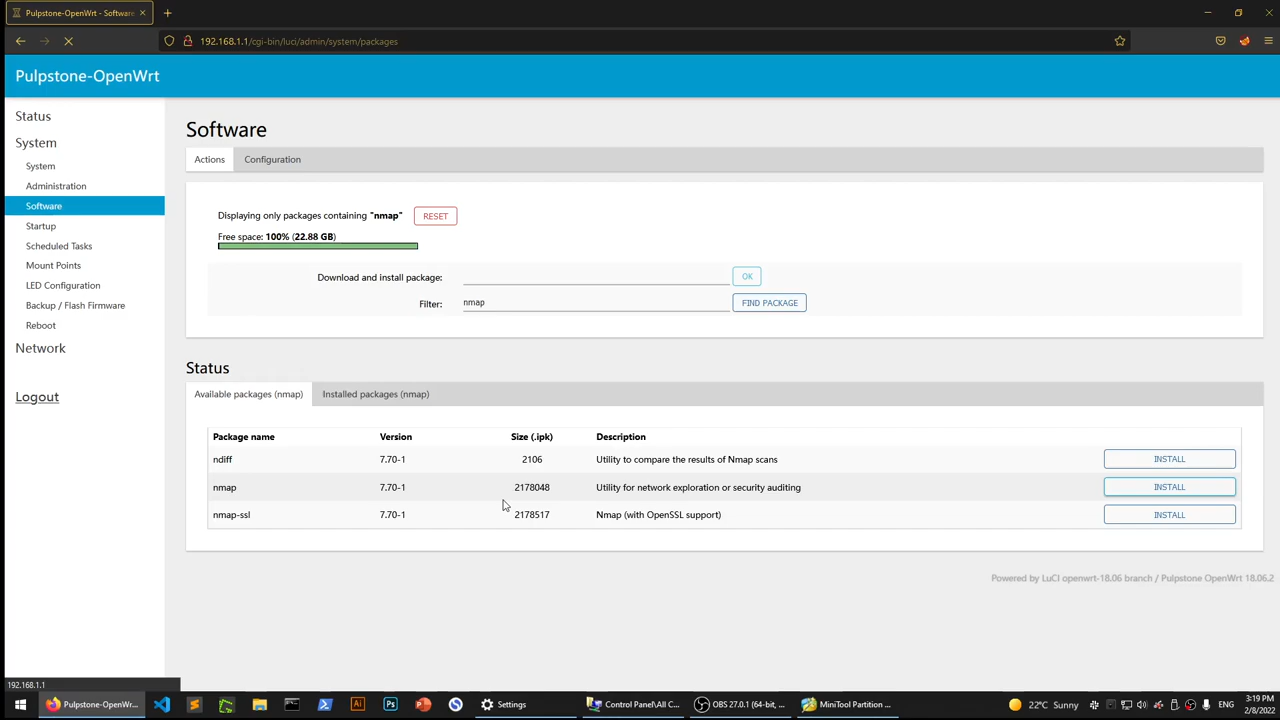 Pulpstone-OpenWrt - Software
192.168.1.1/cgi-bin/luci/admin/system/packages
Pulpstone-OpenWrt
Status
System
System
Administration
Software
Startup
Scheduled Tasks
Mount Points
LED Configuration
Backup / Flash Firmware
Reboot
Network
Logout
Software
Actions Configuration
Displaying only packages containing "nmap" RESET
Free space: 100% (22.88 GB)
Download and install package: OK
Filter: nmap FIND PACKAGE
Status
Available packages (nmap) Installed packages (nmap)
Package name Version Size (.ipk) Description
ndiff 7.70-1 2106 Utility to compare the results of Nmap scans INSTALL
nmap 7.70-1 2178048 Utility for network exploration or security auditing INSTALL
nmap-ssl 7.70-1 2178517 Nmap (with OpenSSL support) INSTALL
Powered by LuCI openwrt-18.06 branch / Pulpstone OpenWrt 18.06.2
192.168.1.1
Pulpstone-OpenWr... Ai Ps Settings Control Panel\All C... OBS 27.0.1 (64-bit, ... MiniTool Partition ... 22°C Sunny ENG 3:19 PM
2/8/2022